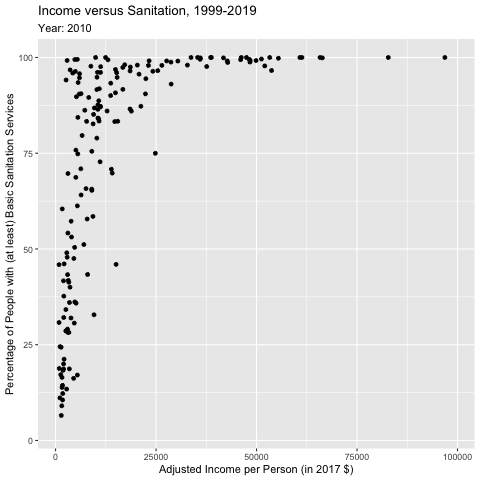 Income versus Sanitation, 1999-2019
Year: 2010
Percentage of People with (at least) Basic Sanitation Services
100
75
50
25
0
0 25000 50000 75000 100000
Adjusted Income per Person (in 2017 $)